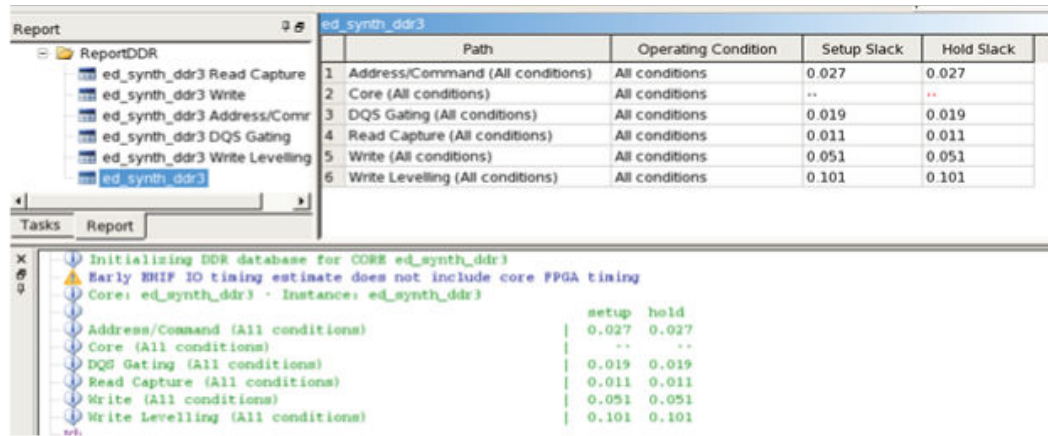 Report
ReportDDR
ed_synth_ddr3 Read Capture
ed_synth_ddr3 Write
ed_synth_ddr3 Address/Comr
ed_synth_ddr3 DQS Gating
ed_synth_ddr3 Write Levelling
ed_synth_ddr3
Tasks Report
ed_synth_ddr3
Path Operating Condition Setup Slack Hold Slack
1 Address/Command (All conditions) All conditions 0.027 0.027
2 Core (All conditions) All conditions -- --
3 DQS Gating (All conditions) All conditions 0.019 0.019
4 Read Capture (All conditions) All conditions 0.011 0.011
5 Write (All conditions) All conditions 0.051 0.051
6 Write Levelling (All conditions) All conditions 0.101 0.101
Initializing DDR database for CORE ed_synth_ddr3
Early EMIF IO timing estimate does not include core FPGA timing
Core: ed_synth_ddr3 - Instance: ed_synth_ddr3
setup hold
Address/Command (All conditions) | 0.027 0.027
Core (All conditions) | -- --
DQS Gating (All conditions) | 0.019 0.019
Read Capture (All conditions) | 0.011 0.011
Write (All conditions) | 0.051 0.051
Write Levelling (All conditions) | 0.101 0.101